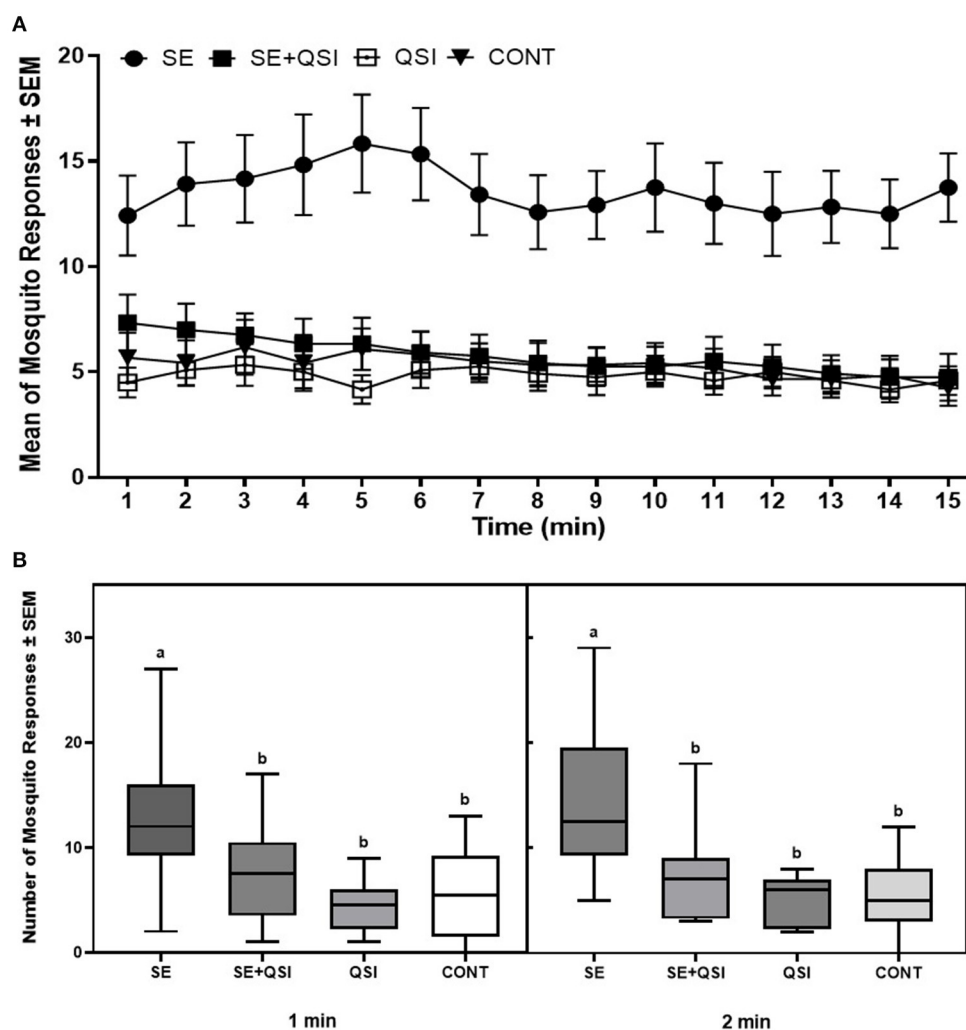 A
SE SE+QSI QSI CONT
Mean of Mosquito Responses ± SEM
20
15
10
5
0
1 2 3 4 5 6 7 8 9 10 11 12 13 14 15
Time (min)
B
Number of Mosquito Responses ± SEM
30
20
10
0
a b b b a b b b
SE SE+QSI QSI CONT SE SE+QSI QSI CONT
1 min 2 min